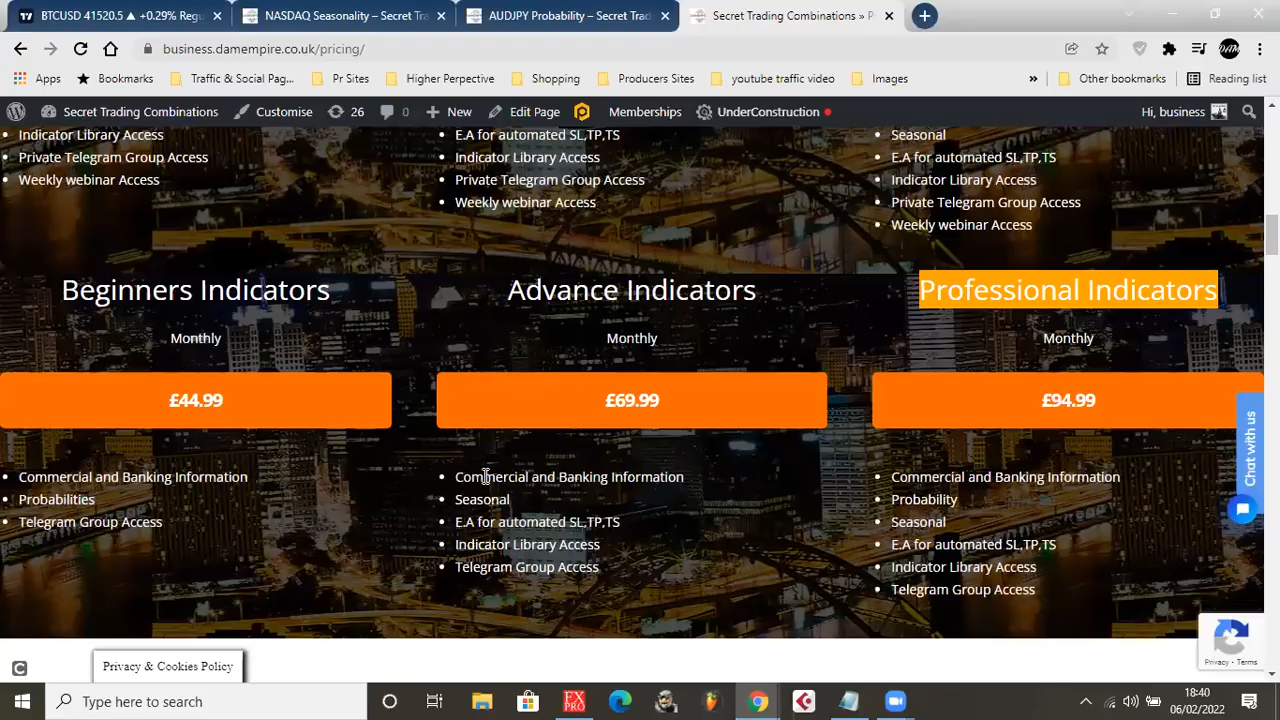 BTCUSD 41520.5 ▲ +0.29% Regu
NASDAQ Seasonality – Secret Tra
AUDJPY Probability – Secret Trad
Secret Trading Combinations » P
business.damempire.co.uk/pricing/
Apps
Bookmarks
Traffic & Social Pag...
Pr Sites
Higher Perpective
Shopping
Producers Sites
youtube traffic video
Images
»
Other bookmarks
Reading list
Secret Trading Combinations
Customise
26
0
New
Edit Page
Memberships
UnderConstruction
Hi, business
Indicator Library Access
Private Telegram Group Access
Weekly webinar Access
E.A for automated SL,TP,TS
Indicator Library Access
Private Telegram Group Access
Weekly webinar Access
Seasonal
E.A for automated SL,TP,TS
Indicator Library Access
Private Telegram Group Access
Weekly webinar Access
Beginners Indicators
Monthly
£44.99
Commercial and Banking Information
Probabilities
Telegram Group Access
Advance Indicators
Monthly
£69.99
Commercial and Banking Information
Seasonal
E.A for automated SL,TP,TS
Indicator Library Access
Telegram Group Access
Professional Indicators
Monthly
£94.99
Commercial and Banking Information
Probability
Seasonal
E.A for automated SL,TP,TS
Indicator Library Access
Telegram Group Access
Chat with us
Privacy - Terms
Privacy & Cookies Policy
Type here to search
FX
PRO
18:40
06/02/2022